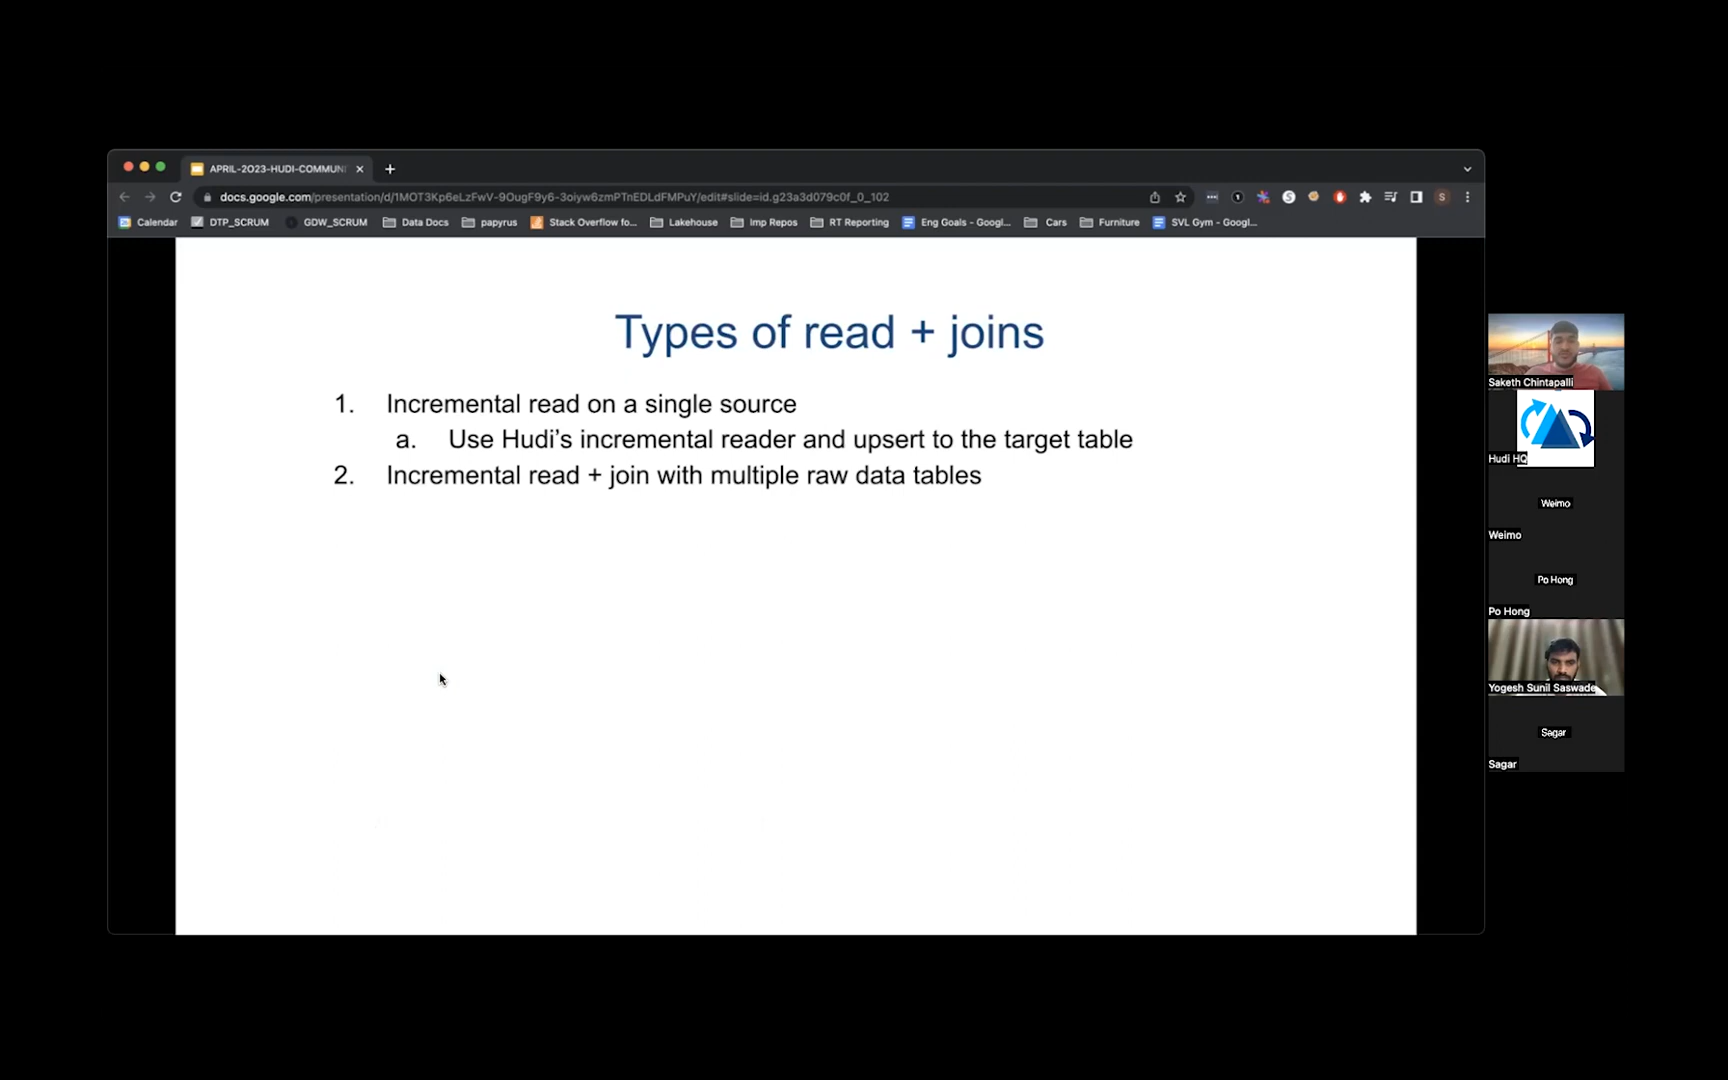 APRIL-2023-HUDI-COMMUNI
docs.google.com/presentation/d/1MOT3Kp6eLzFwV-9OugF9y6-3oiyw6zmPTnEDLdFMPuY/edit#slide=id.g23a3d079c0f_0_102
S
S
Calendar DTP_SCRUM GDW_SCRUM Data Docs papyrus Stack Overflow fo... Lakehouse Imp Repos RT Reporting Eng Goals - Googl... Cars Furniture SVL Gym - Googl...
Types of read + joins
1. Incremental read on a single source
a. Use Hudi's incremental reader and upsert to the target table
2. Incremental read + join with multiple raw data tables
Saketh Chintapalli
Hudi HQ
Weimo
Weimo
Po Hong
Po Hong
Yogesh Sunil Saswade
Sagar
Sagar